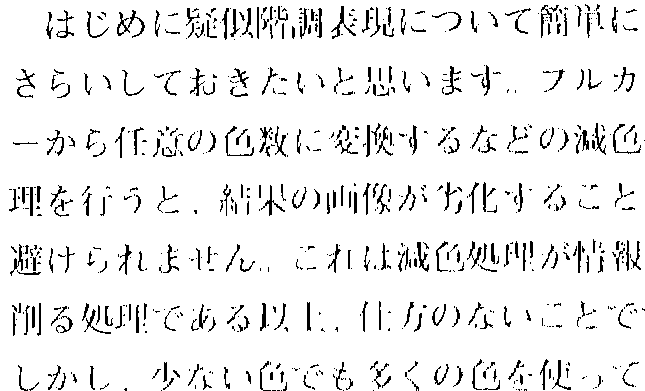 はじめに疑似階調表現について簡単に
さらいしておきたいと思います。フルカ
ーから任意の色数に変換するなどの減色
理を行うと、結果の画像が劣化すること
避けられません。これは減色処理が情報
削る処理である以上、仕方のないことで
しかし、少ない色でも多くの色を使って